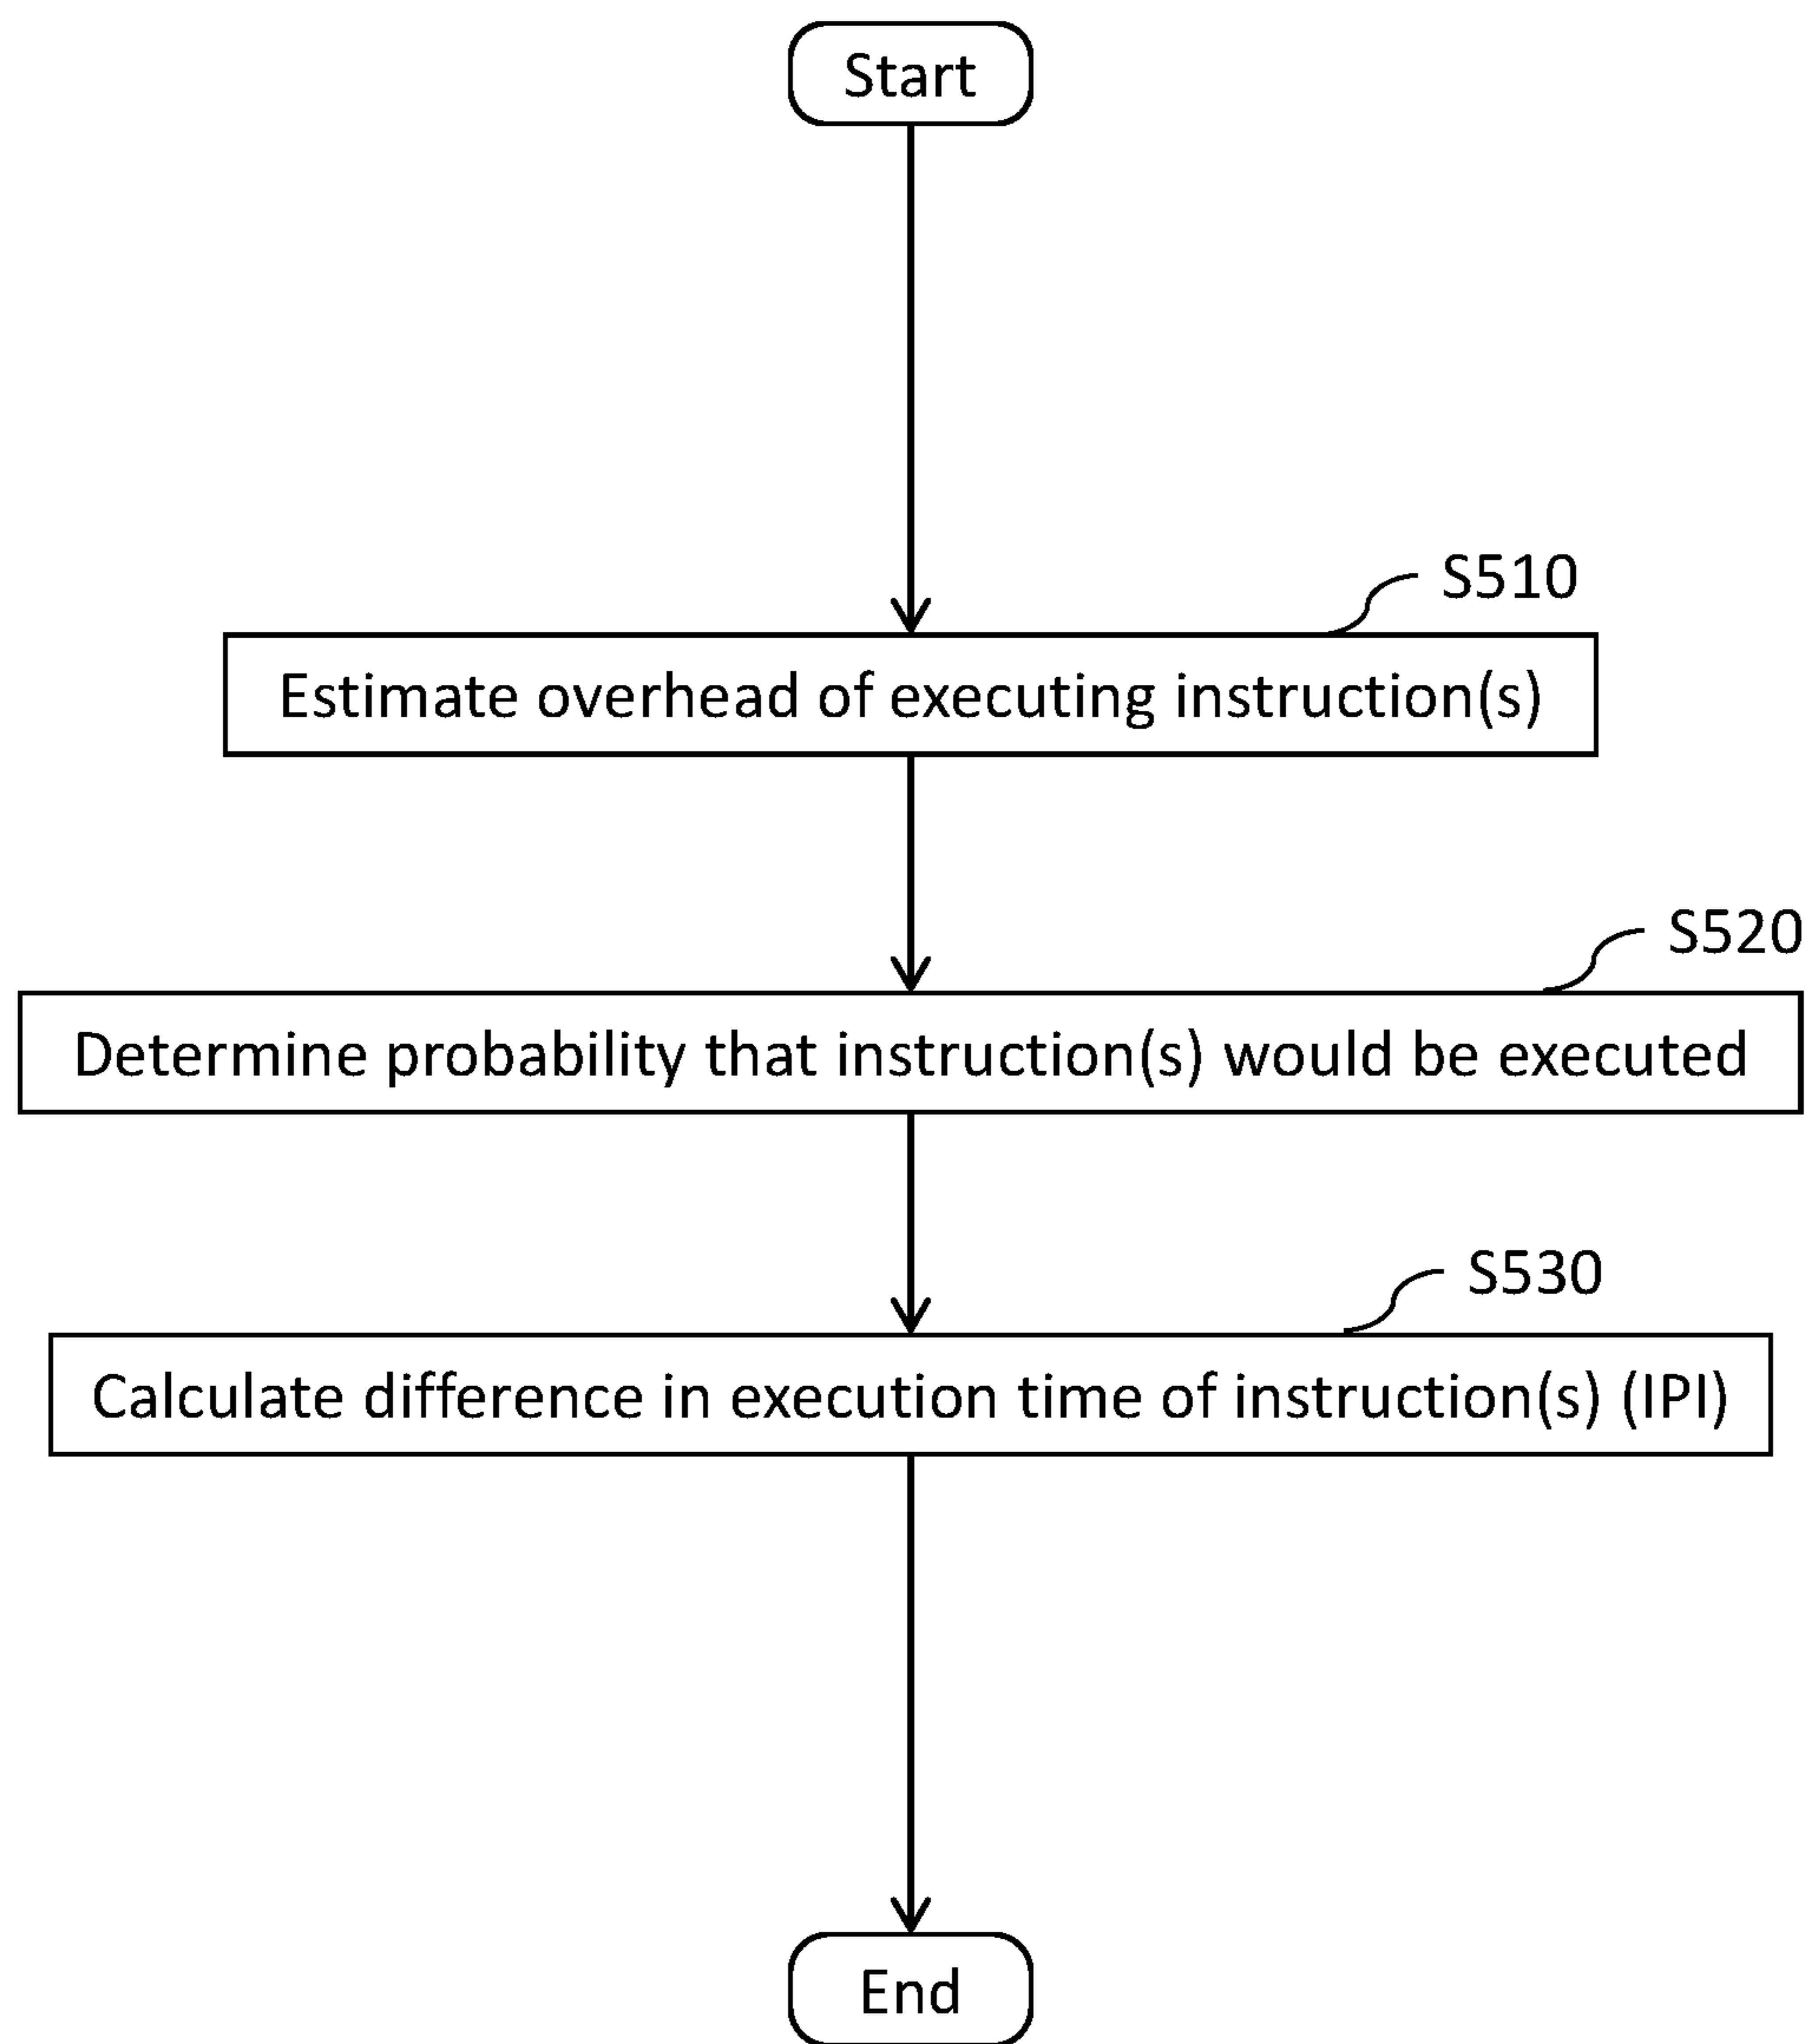 Start
S510
Estimate overhead of executing instruction(s)
S520
Determine probability that instruction(s) would be executed
S530
Calculate difference in execution time of instruction(s) (IPI)
End